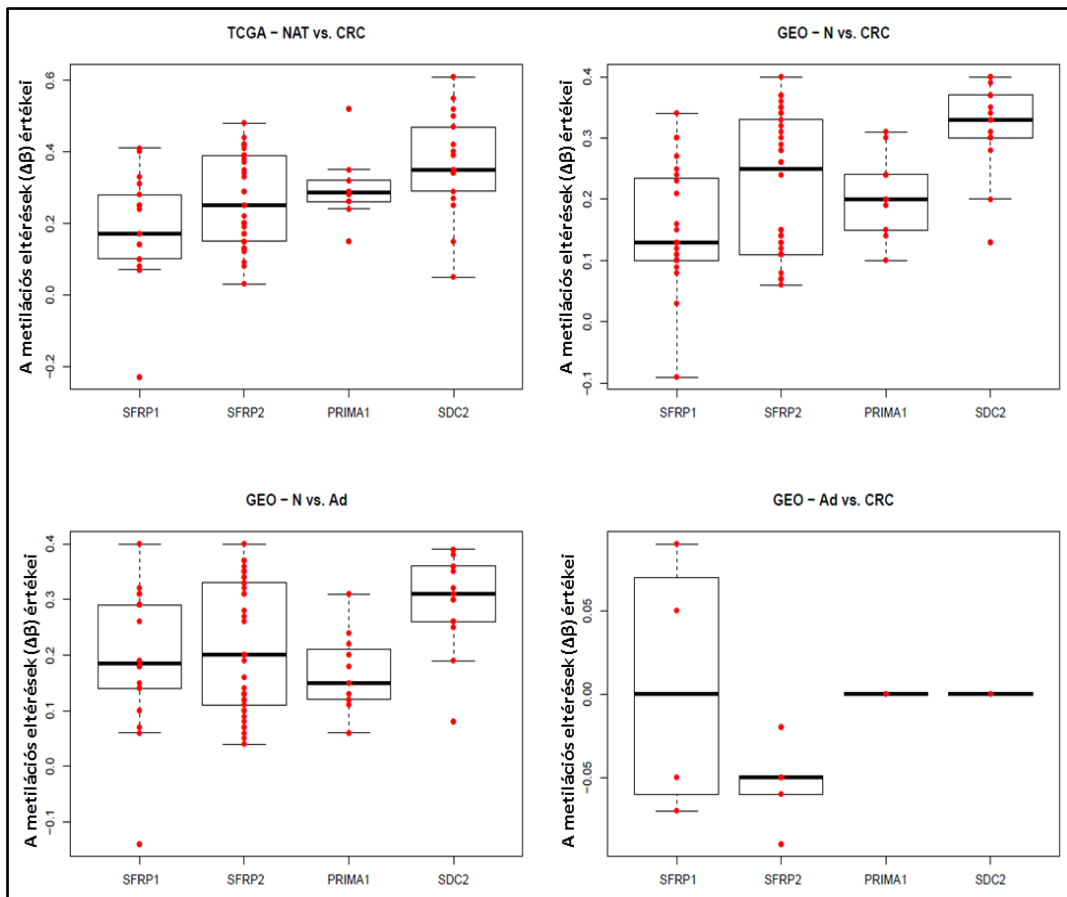 TCGA – NAT vs. CRC
A metilációs eltérések (Δβ) értékei
0.6
0.4
0.2
0.0
−0.2
SFRP1 SFRP2 PRIMA1 SDC2
GEO – N vs. CRC
A metilációs eltérések (Δβ) értékei
0.4
0.3
0.2
0.1
0.0
−0.1
SFRP1 SFRP2 PRIMA1 SDC2
GEO – N vs. Ad
A metilációs eltérések (Δβ) értékei
0.4
0.3
0.2
0.1
0.0
−0.1
SFRP1 SFRP2 PRIMA1 SDC2
GEO – Ad vs. CRC
A metilációs eltérések (Δβ) értékei
0.05
0.00
−0.05
SFRP1 SFRP2 PRIMA1 SDC2